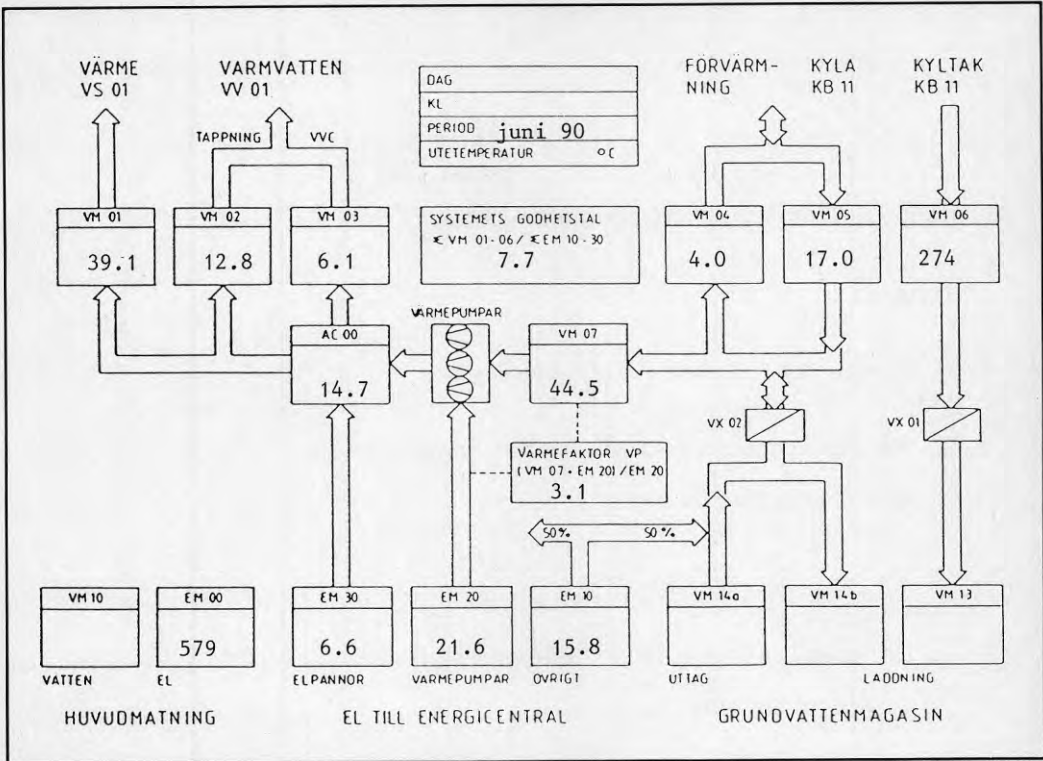 VÄRME
VS 01
VARMVATTEN
VV 01
TAPPNING VVC
DAG
KL
PERIOD juni 90
UTETEMPERATUR °C
FÖRVÄRM-
NING
KYLA
KB 11
KYLTAK
KB 11
VM 01
39.1
VM 02
12.8
VM 03
6.1
SYSTEMETS GODHETSTAL
Σ VM 01-06 / Σ EM 10-30
7.7
VM 04
4.0
VM 05
17.0
VM 06
274
VÄRMEPUMPAR
AC 00
14.7
VM 07
44.5
VX 02
VX 01
VÄRMEFAKTOR VP
(VM 07 + EM 20) / EM 20
3.1
50% 50%
VM 10
VATTEN
EM 00
579
EL
EM 30
6.6
ELPANNOR
EM 20
21.6
VÄRMEPUMPAR
EM 10
15.8
ÖVRIGT
VM 14a
UTTAG
VM 14b
VM 13
LADDNING
HUVUDMATNING
EL TILL ENERGICENTRAL
GRUNDVATTENMAGASIN